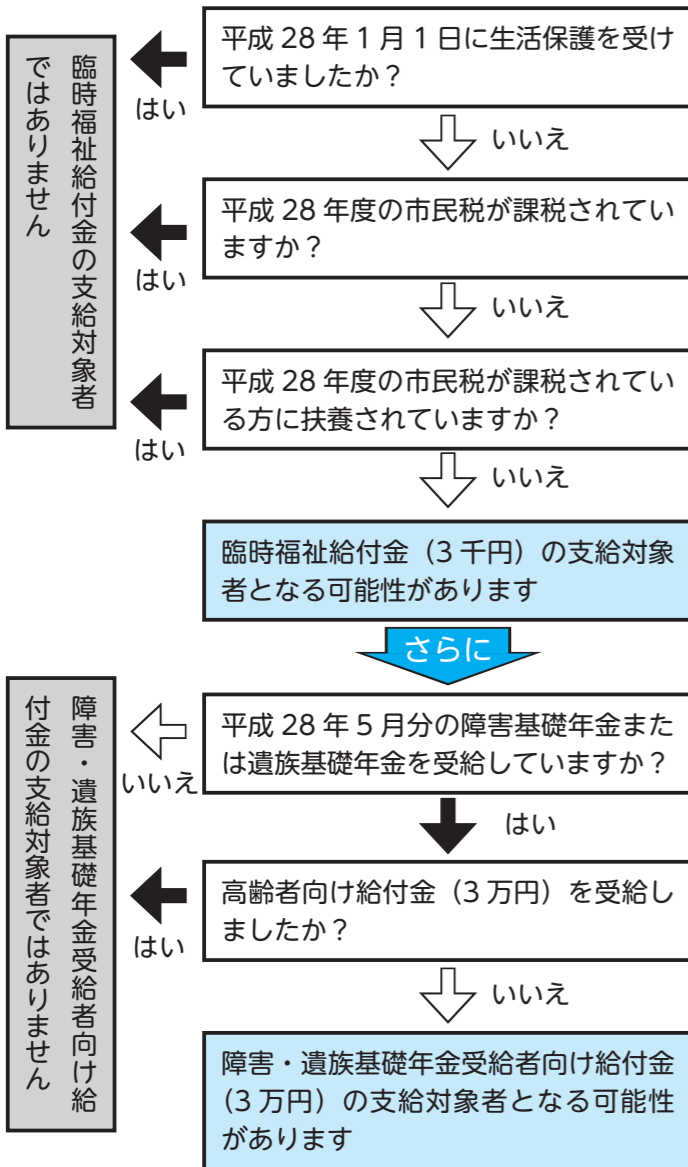 平成 28 年 1 月 1 日に生活保護を受け
ていましたか？
はい
いいえ
平成 28 年度の市民税が課税されてい
ますか？
はい
いいえ
平成 28 年度の市民税が課税されてい
る方に扶養されていますか？
はい
いいえ
臨時福祉給付金の支給対象者
ではありません
臨時福祉給付金（3 千円）の支給対象
者となる可能性があります
さらに
平成 28 年 5 月分の障害基礎年金また
は遺族基礎年金を受給していますか？
いいえ
はい
高齢者向け給付金（3 万円）を受給し
ましたか？
はい
いいえ
障害・遺族基礎年金受給者向け給
付金の支給対象者ではありません
障害・遺族基礎年金受給者向け給付金
（3 万円）の支給対象者となる可能性
があります